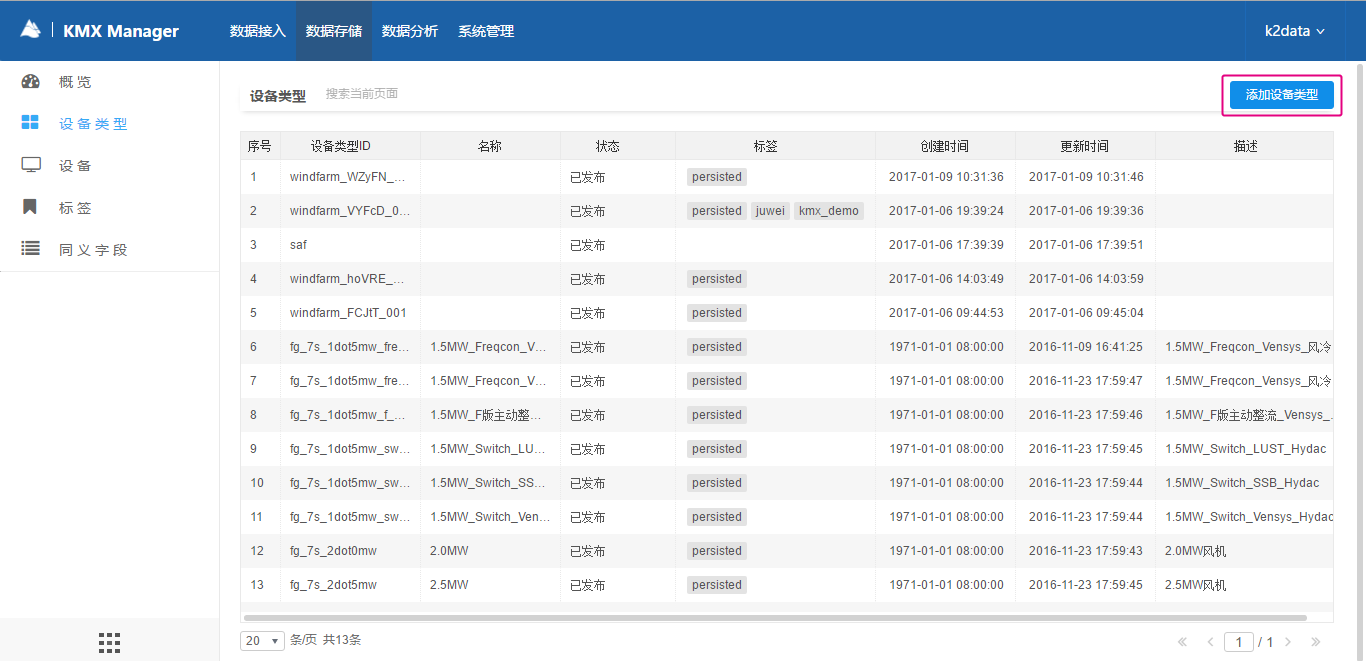 KMX Manager 数据接入 数据存储 数据分析 系统管理 k2data
概览
设备类型
设备
标签
同义字段
设备类型 搜索当前页面 添加设备类型
序号 设备类型ID 名称 状态 标签 创建时间 更新时间 描述
1 windfarm_WZyFN_... 已发布 persisted 2017-01-09 10:31:36 2017-01-09 10:31:46
2 windfarm_VYFcD_0... 已发布 persisted juwei kmx_demo 2017-01-06 19:39:24 2017-01-06 19:39:36
3 saf 已发布 2017-01-06 17:39:39 2017-01-06 17:39:51
4 windfarm_hoVRE_... 已发布 persisted 2017-01-06 14:03:49 2017-01-06 14:03:59
5 windfarm_FCJtT_001 已发布 persisted 2017-01-06 09:44:53 2017-01-06 09:45:04
6 fg_7s_1dot5mw_fre... 1.5MW_Freqcon_V... 已发布 persisted 1971-01-01 08:00:00 2016-11-09 16:41:25 1.5MW_Freqcon_Vensys_风冷
7 fg_7s_1dot5mw_fre... 1.5MW_Freqcon_V... 已发布 persisted 1971-01-01 08:00:00 2016-11-23 17:59:47 1.5MW_Freqcon_Vensys_风冷
8 fg_7s_1dot5mw_f_... 1.5MW_F版主动整... 已发布 persisted 1971-01-01 08:00:00 2016-11-23 17:59:46 1.5MW_F版主动整流_Vensys_.
9 fg_7s_1dot5mw_sw... 1.5MW_Switch_LU... 已发布 persisted 1971-01-01 08:00:00 2016-11-23 17:59:45 1.5MW_Switch_LUST_Hydac
10 fg_7s_1dot5mw_sw... 1.5MW_Switch_SS... 已发布 persisted 1971-01-01 08:00:00 2016-11-23 17:59:44 1.5MW_Switch_SSB_Hydac
11 fg_7s_1dot5mw_sw... 1.5MW_Switch_Ven... 已发布 persisted 1971-01-01 08:00:00 2016-11-23 17:59:44 1.5MW_Switch_Vensys_Hydac
12 fg_7s_2dot0mw 2.0MW 已发布 persisted 1971-01-01 08:00:00 2016-11-23 17:59:43 2.0MW风机
13 fg_7s_2dot5mw 2.5MW 已发布 persisted 1971-01-01 08:00:00 2016-11-23 17:59:45 2.5MW风机
20 条/页 共13条 1 / 1